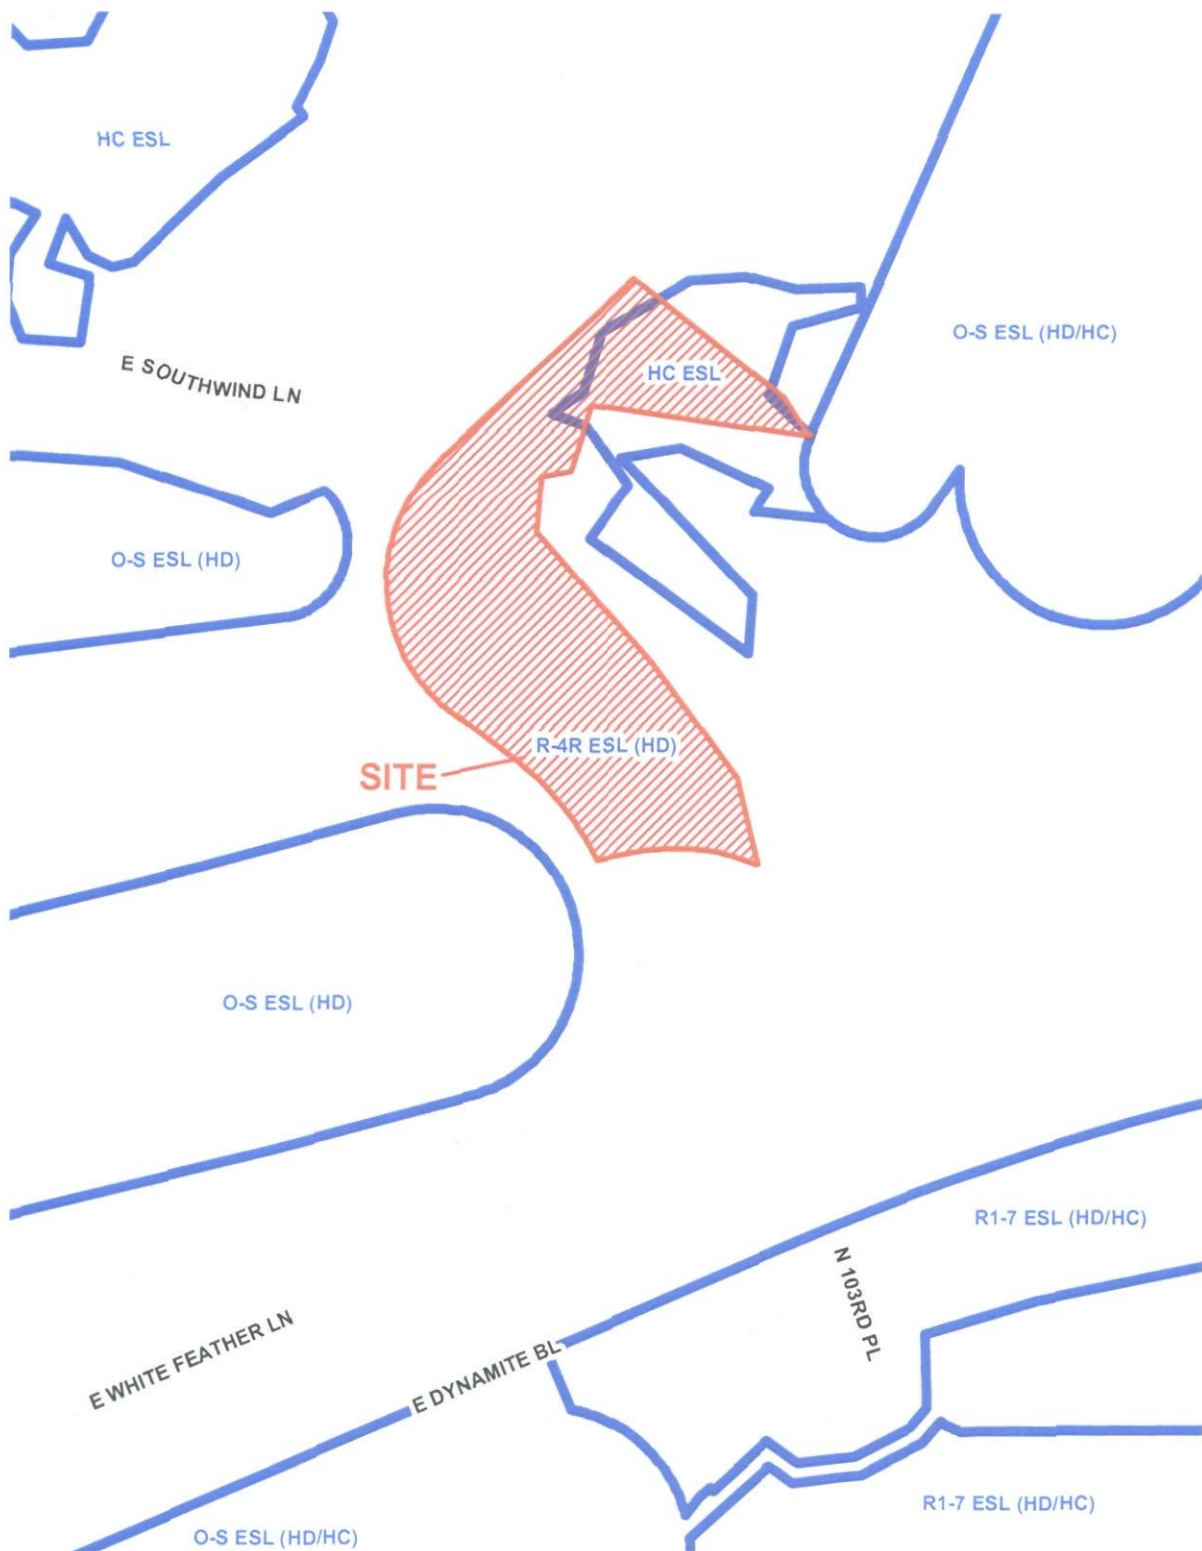 HC ESL
O-S ESL (HD/HC)
E SOUTHWIND LN
HC ESL
O-S ESL (HD)
R-4R ESL (HD)
SITE
O-S ESL (HD)
R1-7 ESL (HD/HC)
N 103RD PL
E WHITE FEATHER LN
E DYNAMITE BL
R1-7 ESL (HD/HC)
O-S ESL (HD/HC)